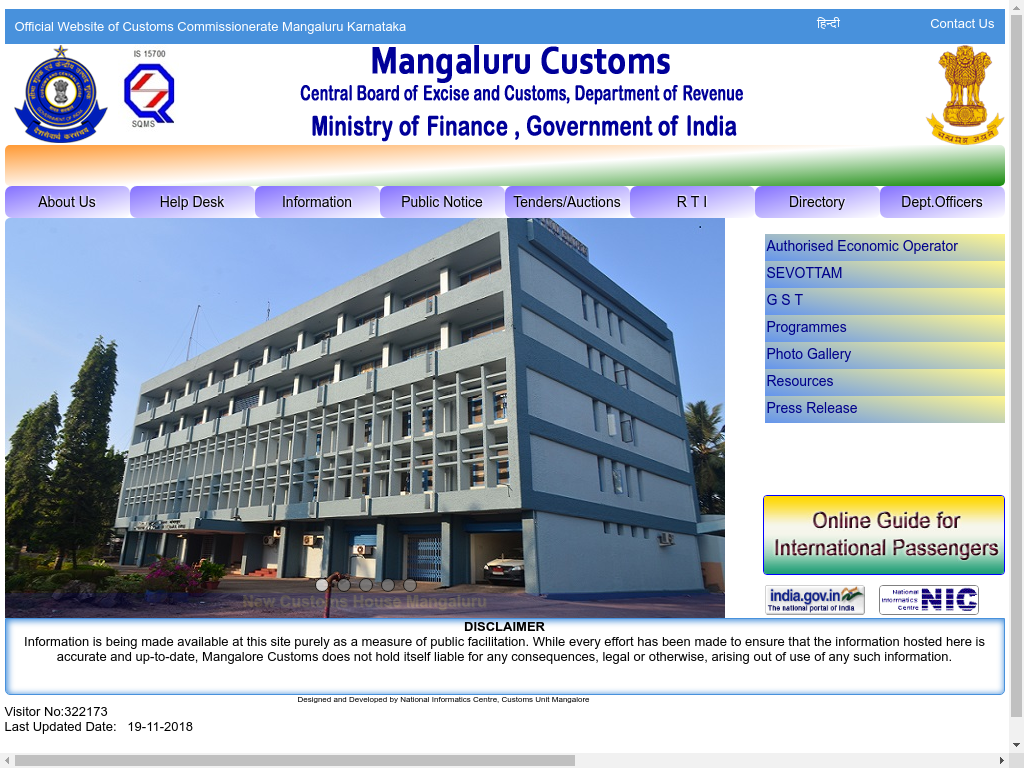 Official Website of Customs Commissionerate Mangaluru Karnataka
हिन्दी
Contact Us
IS 15700
SQMS
Mangaluru Customs
Central Board of Excise and Customs, Department of Revenue
Ministry of Finance , Government of India
About Us
Help Desk
Information
Public Notice
Tenders/Auctions
R T I
Directory
Dept.Officers
Authorised Economic Operator
SEVOTTAM
G S T
Programmes
Photo Gallery
Resources
Press Release
Online Guide for
International Passengers
New Customs House Mangaluru
india.gov.in
The national portal of India
National
Informatics
Centre
NIC
DISCLAIMER
Information is being made available at this site purely as a measure of public facilitation. While every effort has been made to ensure that the information hosted here is
accurate and up-to-date, Mangalore Customs does not hold itself liable for any consequences, legal or otherwise, arising out of use of any such information.
Designed and Developed by National Informatics Centre, Customs Unit Mangalore
Visitor No:322173
Last Updated Date: 19-11-2018